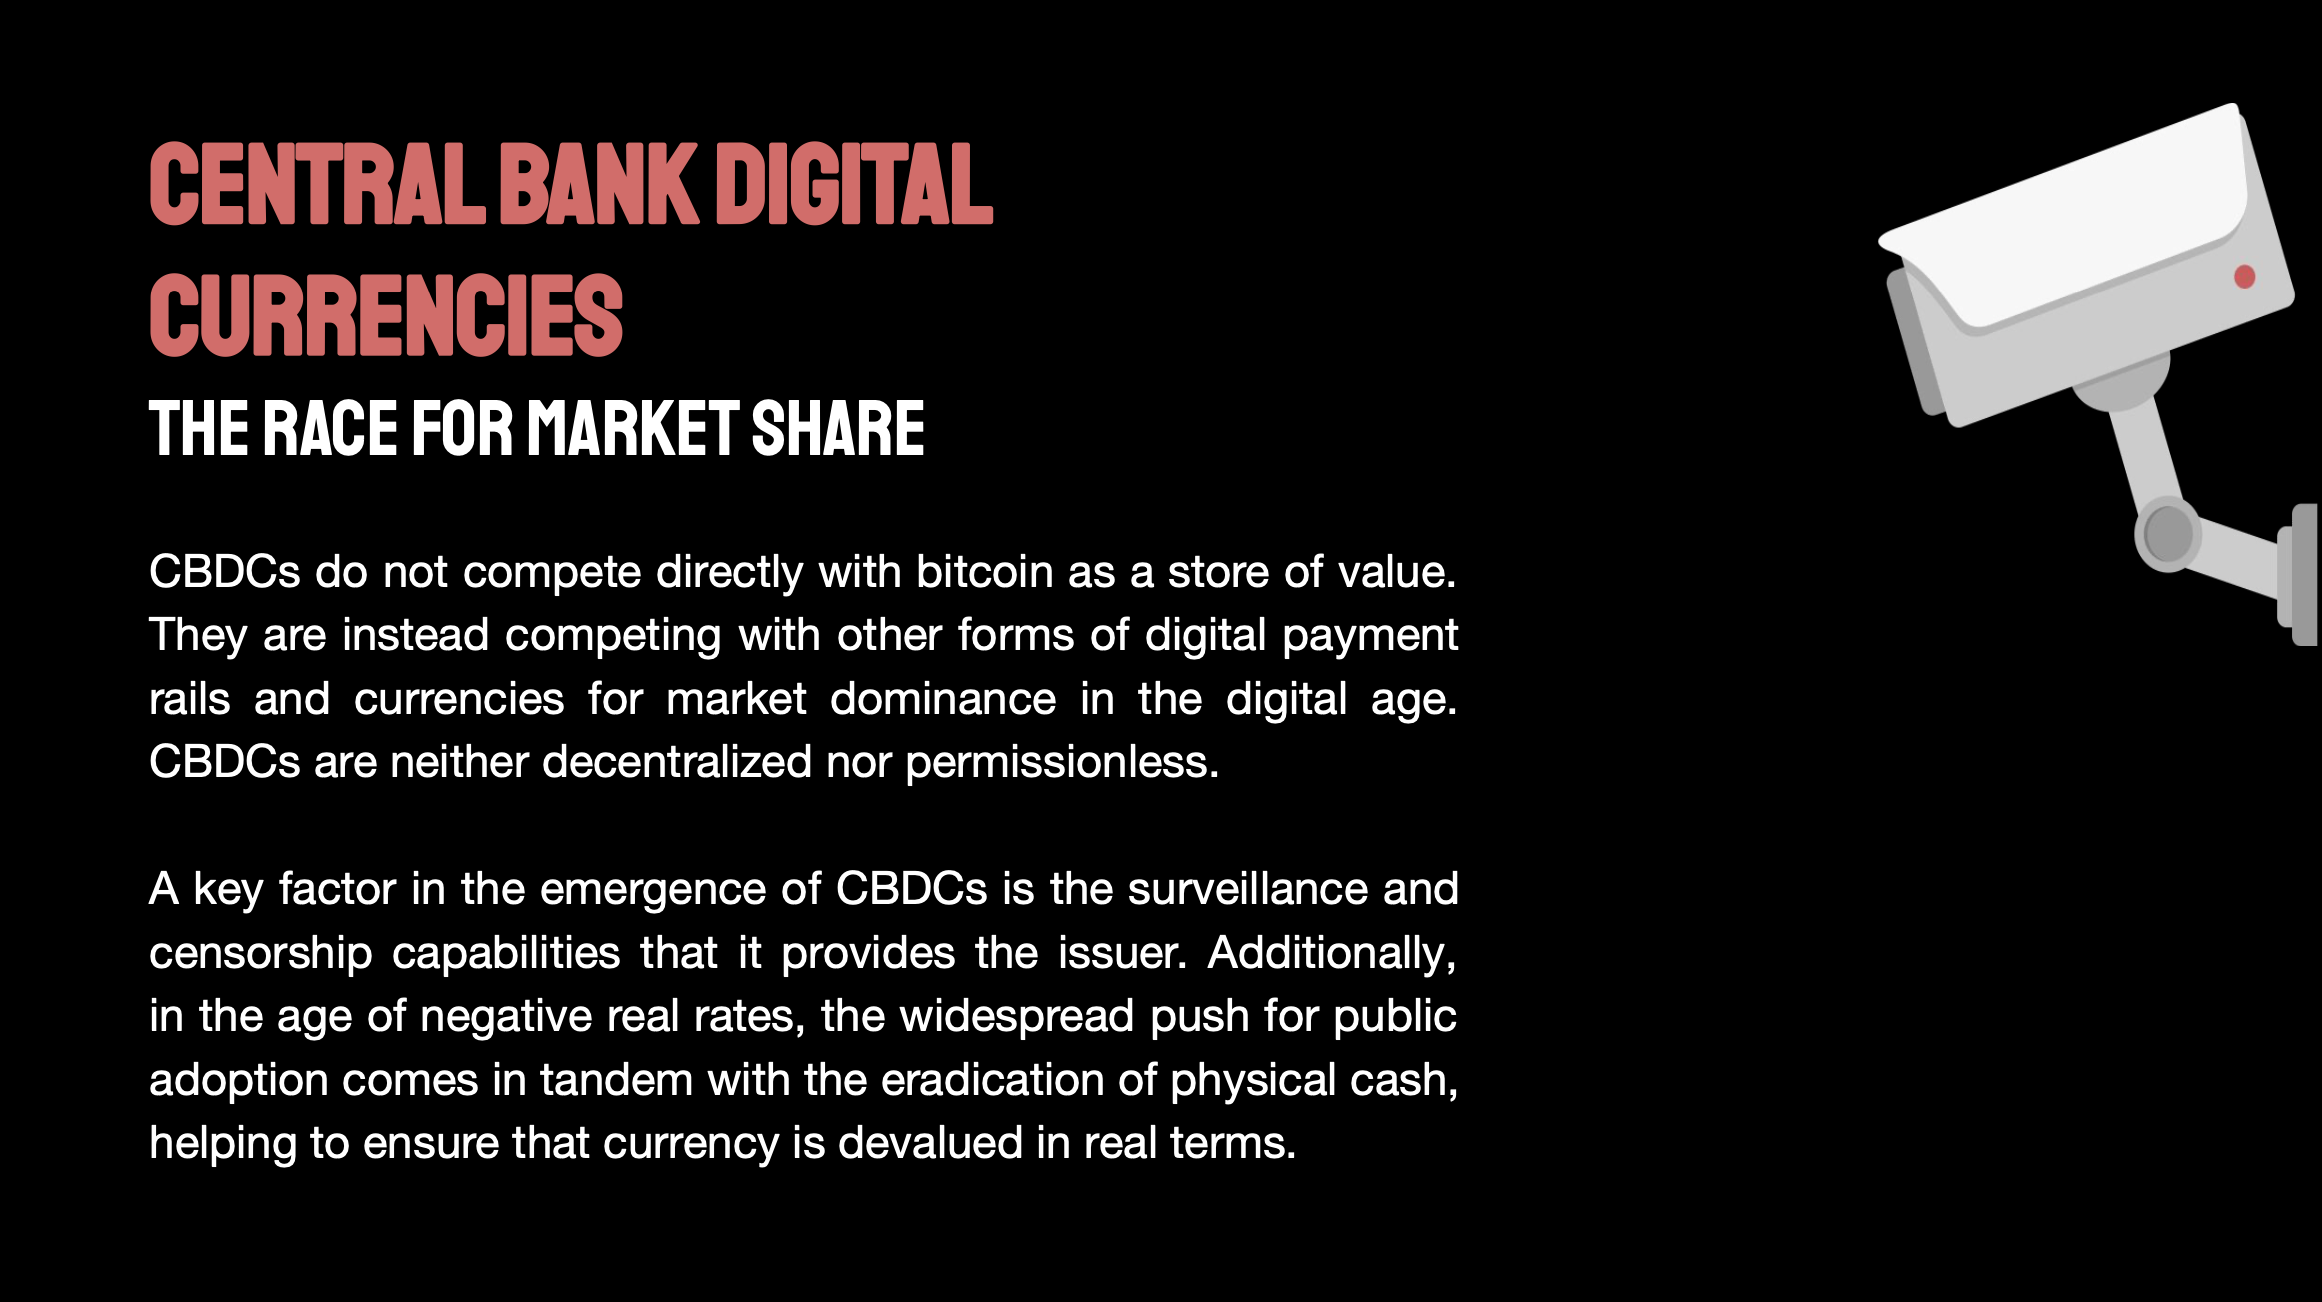 CENTRAL BANK DIGITAL
CURRENCIES
THE RACE FOR MARKET SHARE
CBDCs do not compete directly with bitcoin as a store of value.
They are instead competing with other forms of digital payment
rails and currencies for market dominance in the digital age.
CBDCs are neither decentralized nor permissionless.
A key factor in the emergence of CBDCs is the surveillance and
censorship capabilities that it provides the issuer. Additionally,
in the age of negative real rates, the widespread push for public
adoption comes in tandem with the eradication of physical cash,
helping to ensure that currency is devalued in real terms.